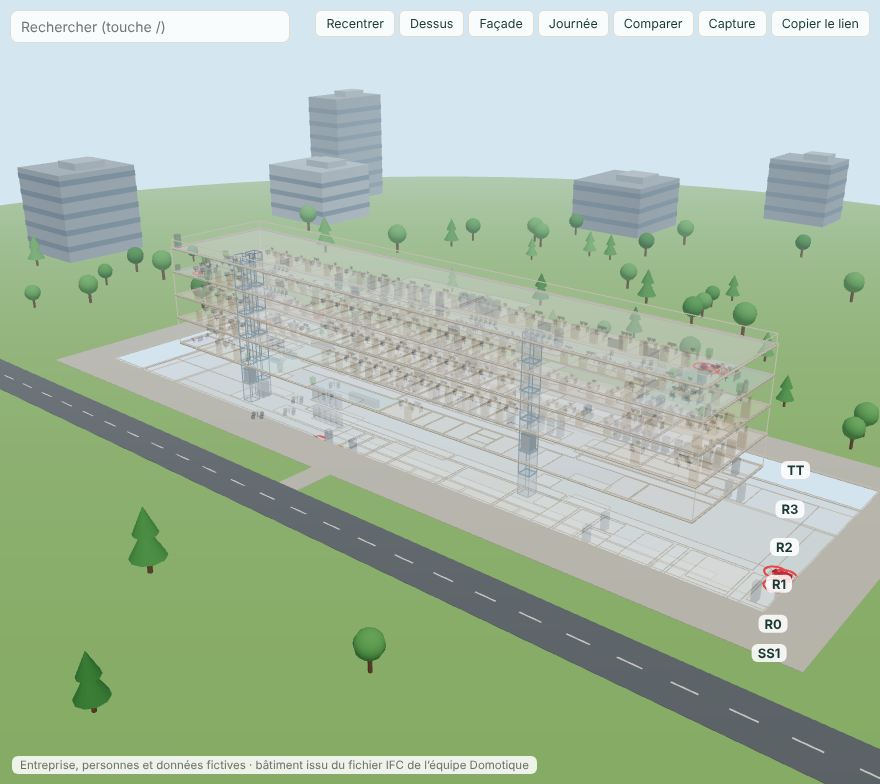 Rechercher (touche /)
Recentrer
Dessus
Façade
Journée
Comparer
Capture
Copier le lien
TT
R3
R2
R1
R0
SS1
Entreprise, personnes et données fictives · bâtiment issu du fichier IFC de l’équipe Domotique